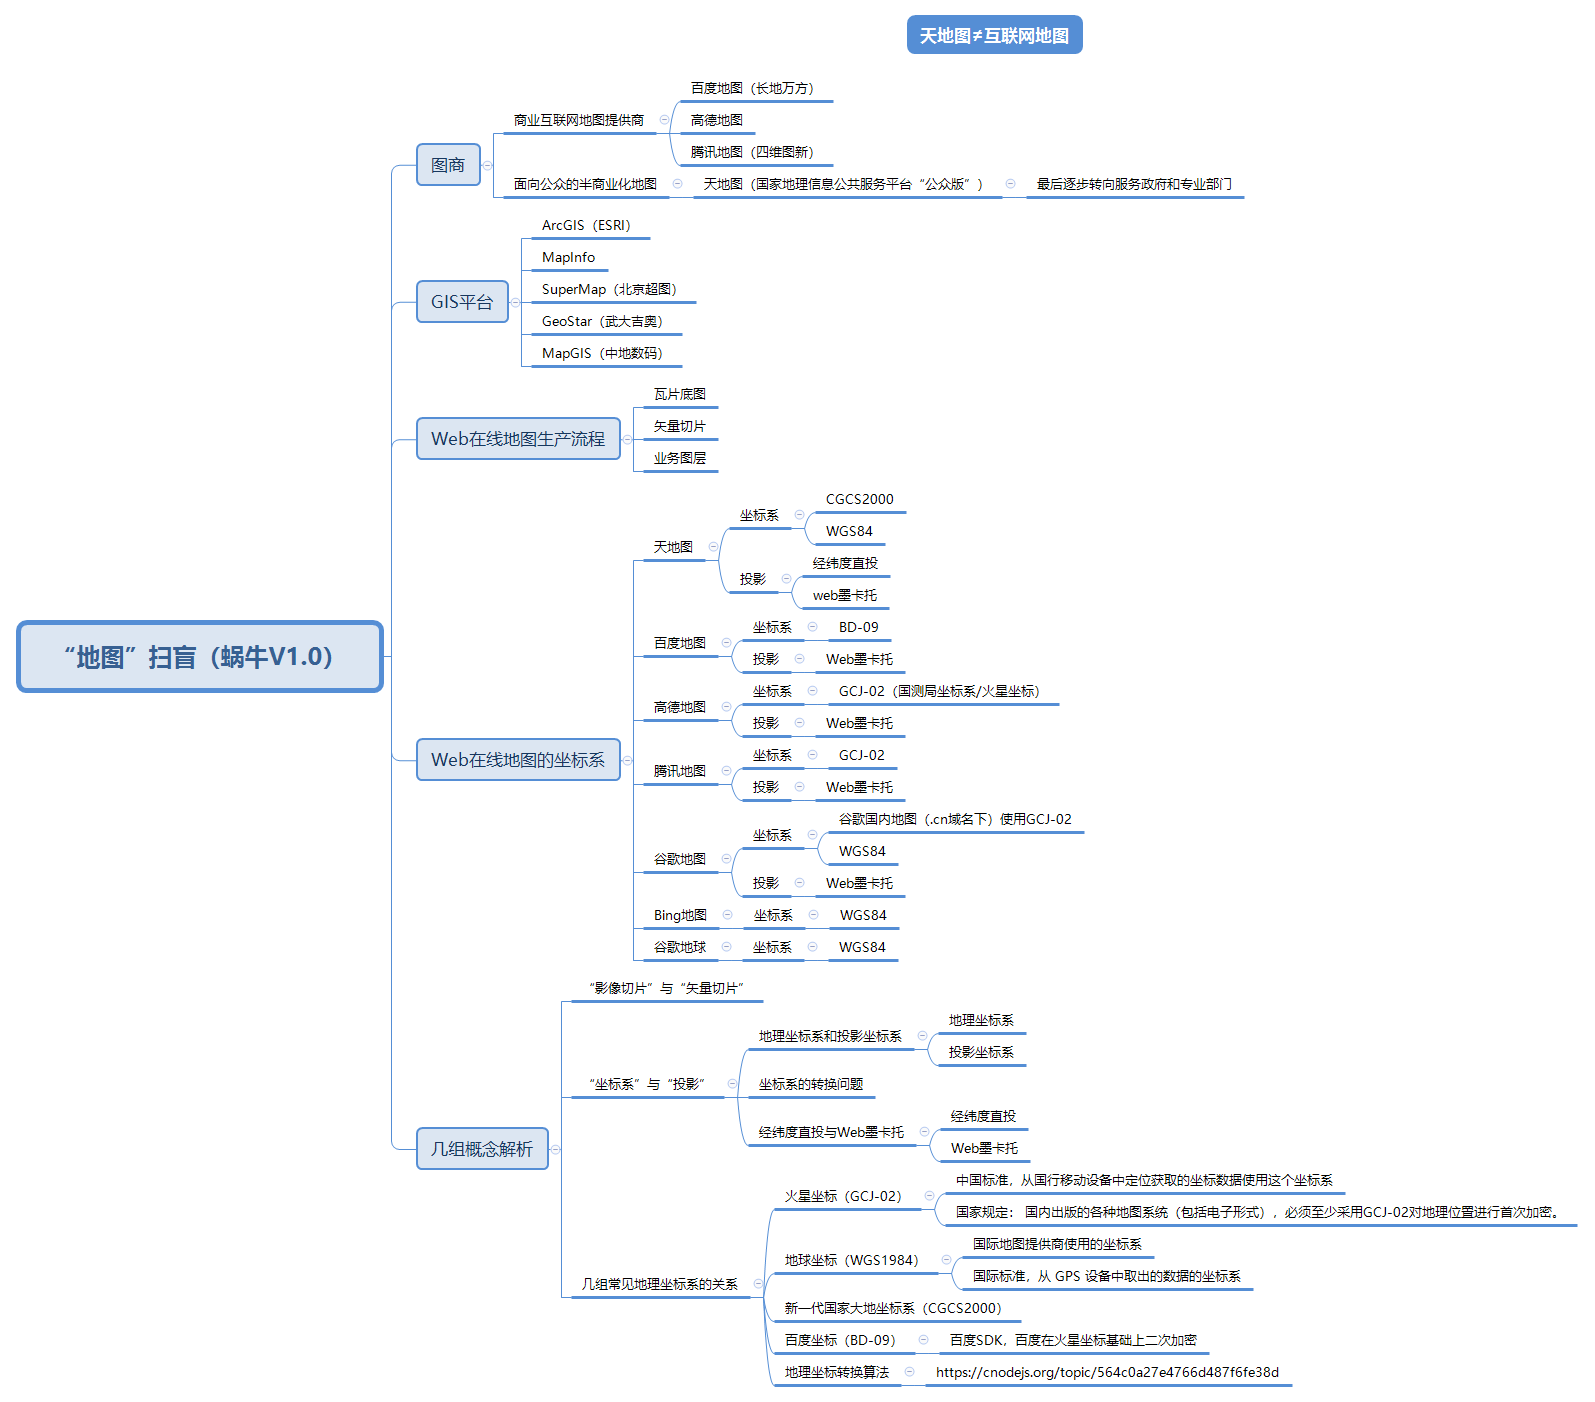 天地图≠互联网地图
“地图”扫盲（蜗牛V1.0）
图商
商业互联网地图提供商
百度地图（长地万方）
高德地图
腾讯地图（四维图新）
面向公众的半商业化地图
天地图（国家地理信息公共服务平台“公众版”）
最后逐步转向服务政府和专业部门
GIS平台
ArcGIS（ESRI）
MapInfo
SuperMap（北京超图）
GeoStar（武大吉奥）
MapGIS（中地数码）
Web在线地图生产流程
瓦片底图
矢量切片
业务图层
Web在线地图的坐标系
天地图
坐标系
CGCS2000
WGS84
投影
经纬度直投
web墨卡托
百度地图
坐标系
BD-09
投影
Web墨卡托
高德地图
坐标系
GCJ-02（国测局坐标系/火星坐标）
投影
Web墨卡托
腾讯地图
坐标系
GCJ-02
投影
Web墨卡托
谷歌地图
坐标系
谷歌国内地图（.cn域名下）使用GCJ-02
WGS84
投影
Web墨卡托
Bing地图
坐标系
WGS84
谷歌地球
坐标系
WGS84
几组概念解析
“影像切片”与“矢量切片”
“坐标系”与“投影”
地理坐标系和投影坐标系
地理坐标系
投影坐标系
坐标系的转换问题
经纬度直投与Web墨卡托
经纬度直投
Web墨卡托
几组常见地理坐标系的关系
火星坐标（GCJ-02）
中国标准，从国行移动设备中定位获取的坐标数据使用这个坐标系
国家规定： 国内出版的各种地图系统（包括电子形式），必须至少采用GCJ-02对地理位置进行首次加密。
地球坐标（WGS1984）
国际地图提供商使用的坐标系
国际标准，从 GPS 设备中取出的数据的坐标系
新一代国家大地坐标系（CGCS2000）
百度坐标（BD-09）
百度SDK，百度在火星坐标基础上二次加密
地理坐标转换算法
https://cnodejs.org/topic/564c0a27e4766d487f6fe38d